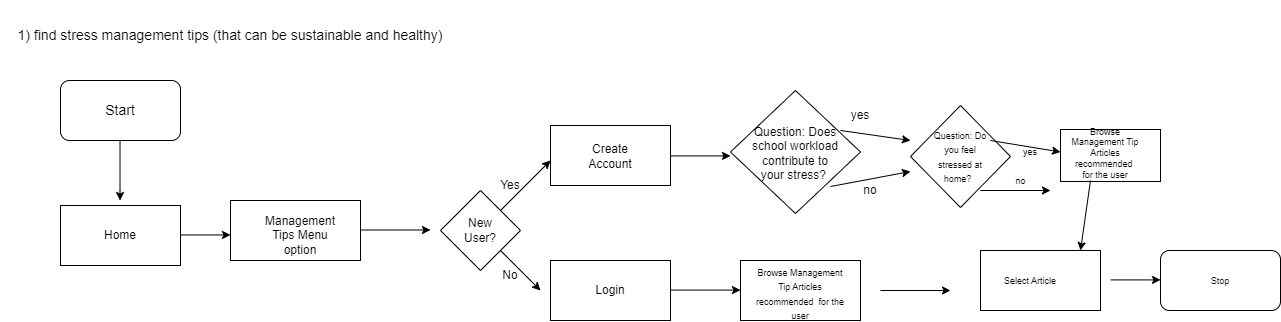 1) find stress management tips (that can be sustainable and healthy)
Start
Home
Management
Tips Menu
option
New
User?
Yes
No
Create
Account
Login
Question: Does
school workload
contribute to
your stress?
yes
no
Question: Do
you feel
stressed at
home?
yes
no
Browse
Management Tip
Articles
recommended
for the user
Browse Management
Tip Articles
recommended for the
user
Select Article
Stop